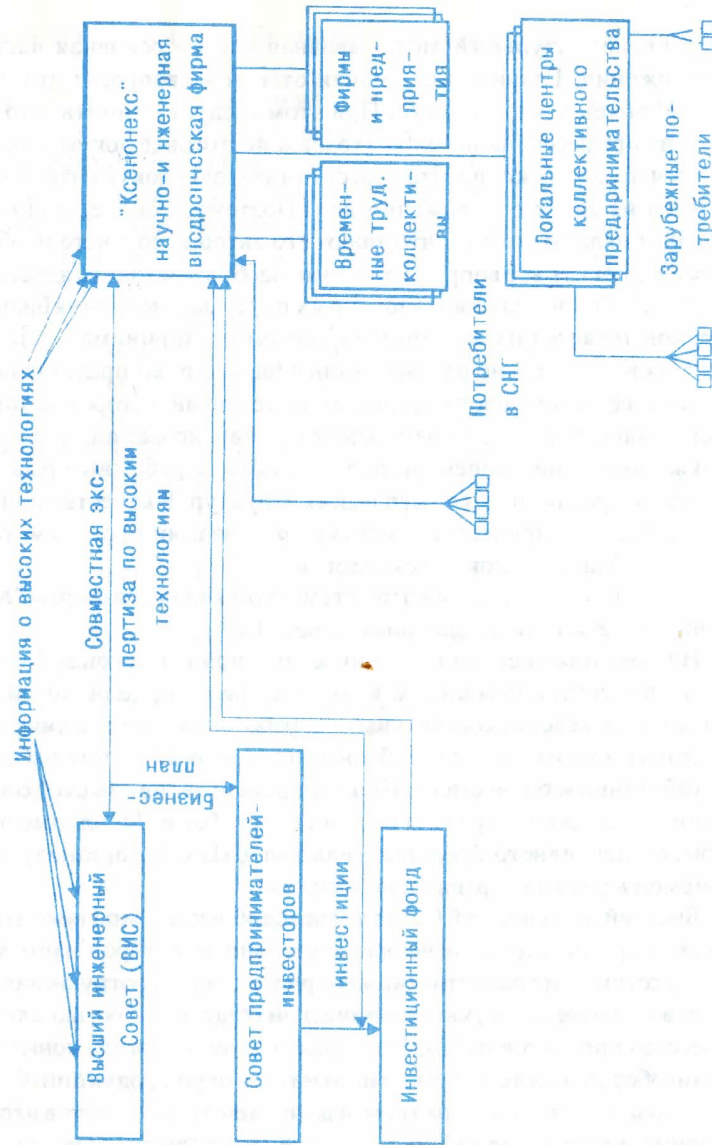 Информация о высоких технологиях
Высший инженерный
Совет (ВИС)
Совместная экс-
пертиза по высоким
технологиям
"Ксенонекс"
научно- и инженерная
внедренческая фирма
Бизнес-
план
Совет предпринимателей-
инвесторов
инвестиции
Инвестиционный фонд
Потребители
в СНГ
Времен-
ные труд.
коллекти
вы
Фирмы
и пред
прия-
тия
Локальные центры
коллективного
предпринимательства
Зарубежные по-
требители